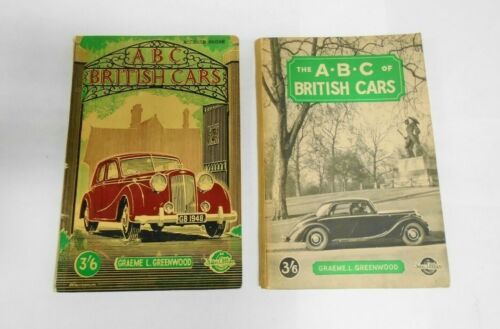 A B C
BRITISH CARS
GB 1948
3/6
GRAEME L. GREENWOOD
THE A·B·C OF
BRITISH CARS
3/6
GRAEME L. GREENWOOD